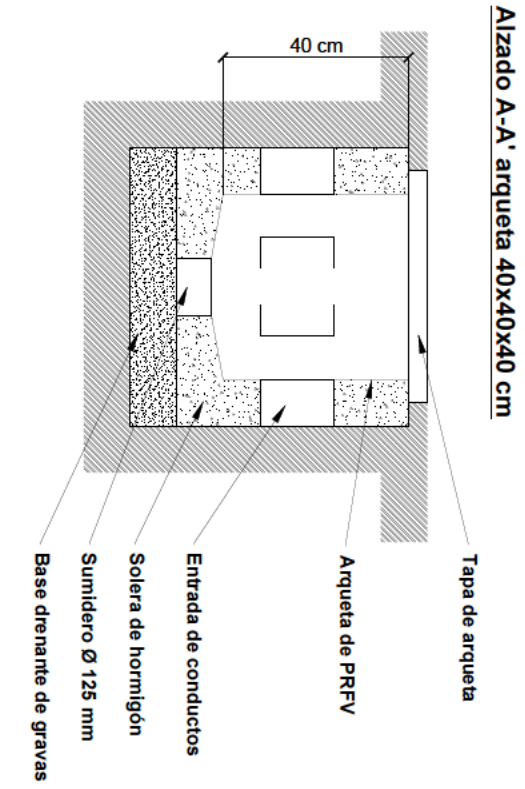 Alzado A-A' arqueta 40x40x40 cm
40 cm
Tapa de arqueta
Arqueta de PRFV
Entrada de conductos
Solera de hormigón
Sumidero Ø 125 mm
Base drenante de gravas